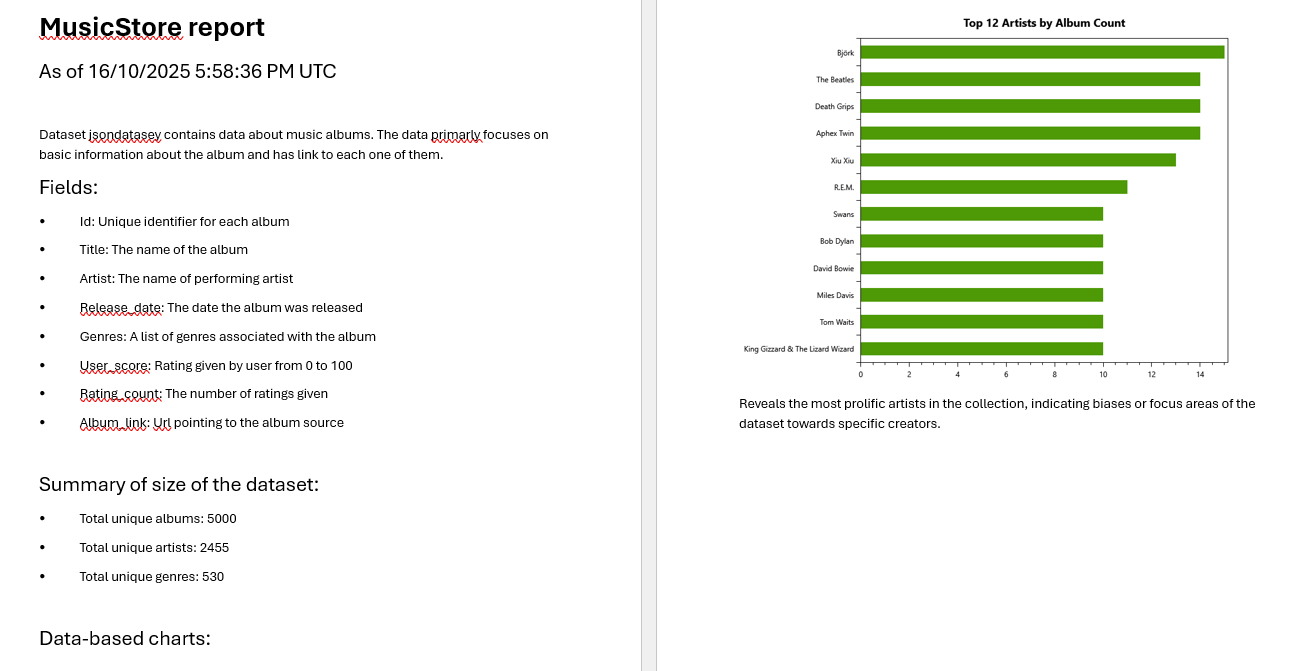 MusicStore report
As of 16/10/2025 5:58:36 PM UTC
Dataset jsondatasey contains data about music albums. The data primarly focuses on
basic information about the album and has link to each one of them.
Fields:
• Id: Unique identifier for each album
• Title: The name of the album
• Artist: The name of performing artist
• Release_date: The date the album was released
• Genres: A list of genres associated with the album
• User_score: Rating given by user from 0 to 100
• Rating_count: The number of ratings given
• Album_link: Url pointing to the album source
Summary of size of the dataset:
• Total unique albums: 5000
• Total unique artists: 2455
• Total unique genres: 530
Data-based charts:
Top 12 Artists by Album Count
Björk
The Beatles
Death Grips
Aphex Twin
Xiu Xiu
R.E.M.
Swans
Bob Dylan
David Bowie
Miles Davis
Tom Waits
King Gizzard & The Lizard Wizard
0 2 4 6 8 10 12 14
Reveals the most prolific artists in the collection, indicating biases or focus areas of the
dataset towards specific creators.